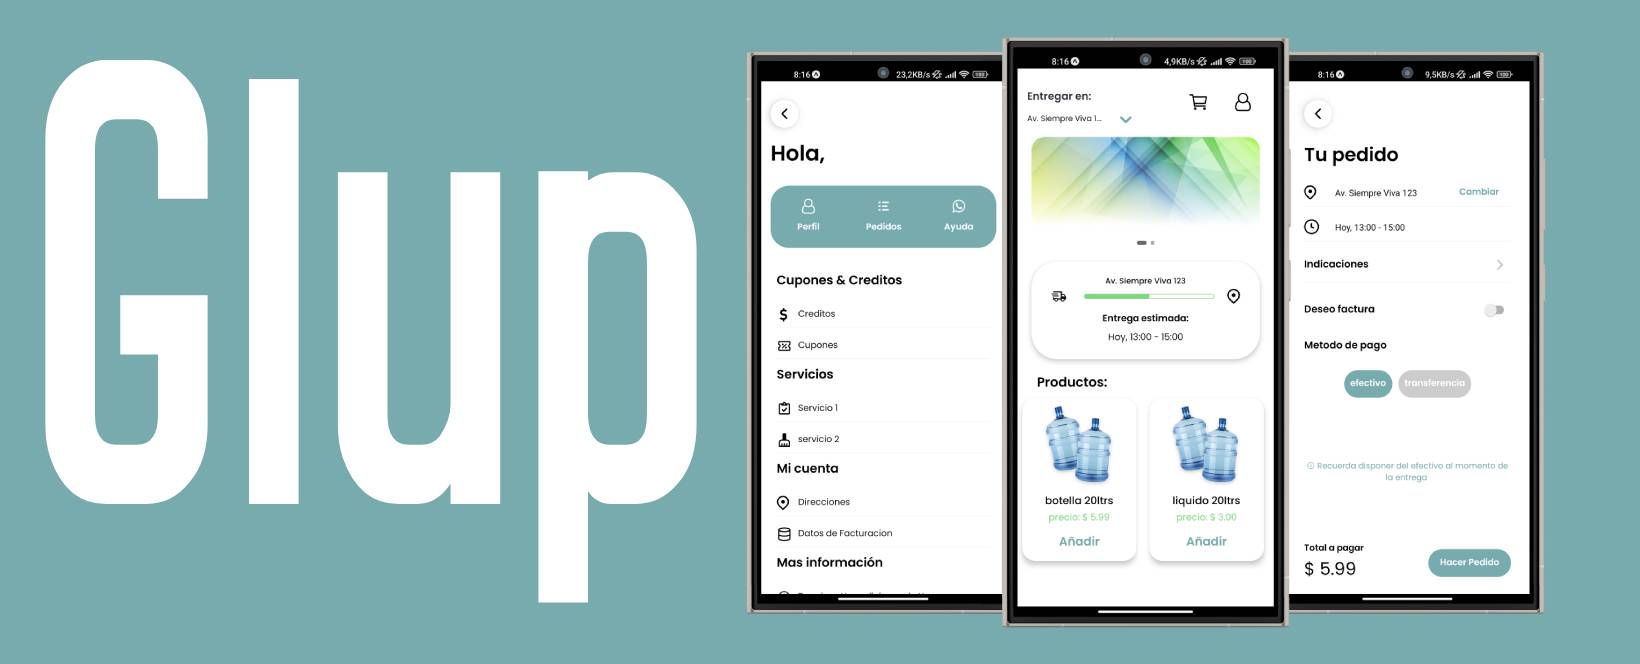 Glup
8:16
23,2KB/s
100
Hola,
Perfil
Pedidos
Ayuda
Cupones & Creditos
Creditos
Cupones
Servicios
Servicio 1
servicio 2
Mi cuenta
Direcciones
Datos de Facturacion
Mas información
8:16
4,9KB/s
100
Entregar en:
Av. Siempre Viva 1...
Av. Siempre Viva 123
Entrega estimada:
Hoy, 13:00 - 15:00
Productos:
botella 20ltrs
precio: $ 5.99
Añadir
liquido 20ltrs
precio: $ 3.00
Añadir
8:16
9,5KB/s
100
Tu pedido
Av. Siempre Viva 123
Cambiar
Hoy, 13:00 - 15:00
Indicaciones
Deseo factura
Metodo de pago
efectivo
transferencia
Recuerda disponer del efectivo al momento de
la entrega
Total a pagar
$ 5.99
Hacer Pedido